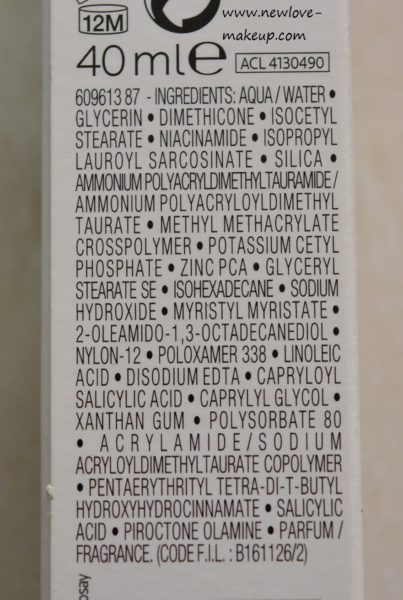 www.newlove-
makeup.com
12M
40 ml ℮ ACL 4130490
609613 87 - INGREDIENTS: AQUA / WATER •
GLYCERIN • DIMETHICONE • ISOCETYL
STEARATE • NIACINAMIDE • ISOPROPYL
LAUROYL SARCOSINATE • SILICA •
AMMONIUM POLYACRYLDIMETHYLTAURAMIDE /
AMMONIUM POLYACRYLOYLDIMETHYL
TAURATE • METHYL METHACRYLATE
CROSSPOLYMER • POTASSIUM CETYL
PHOSPHATE • ZINC PCA • GLYCERYL
STEARATE SE • ISOHEXADECANE • SODIUM
HYDROXIDE • MYRISTYL MYRISTATE •
2-OLEAMIDO-1,3-OCTADECANEDIOL •
NYLON-12 • POLOXAMER 338 • LINOLEIC
ACID • DISODIUM EDTA • CAPRYLOYL
SALICYLIC ACID • CAPRYLYL GLYCOL •
XANTHAN GUM • POLYSORBATE 80
• ACRYLAMIDE / SODIUM
ACRYLOYLDIMETHYLTAURATE COPOLYMER
• PENTAERYTHRITYL TETRA-DI-T-BUTYL
HYDROXYHYDROCINNAMATE • SALICYLIC
ACID • PIROCTONE OLAMINE • PARFUM /
FRAGRANCE. (CODE F.I.L. : B161126/2)